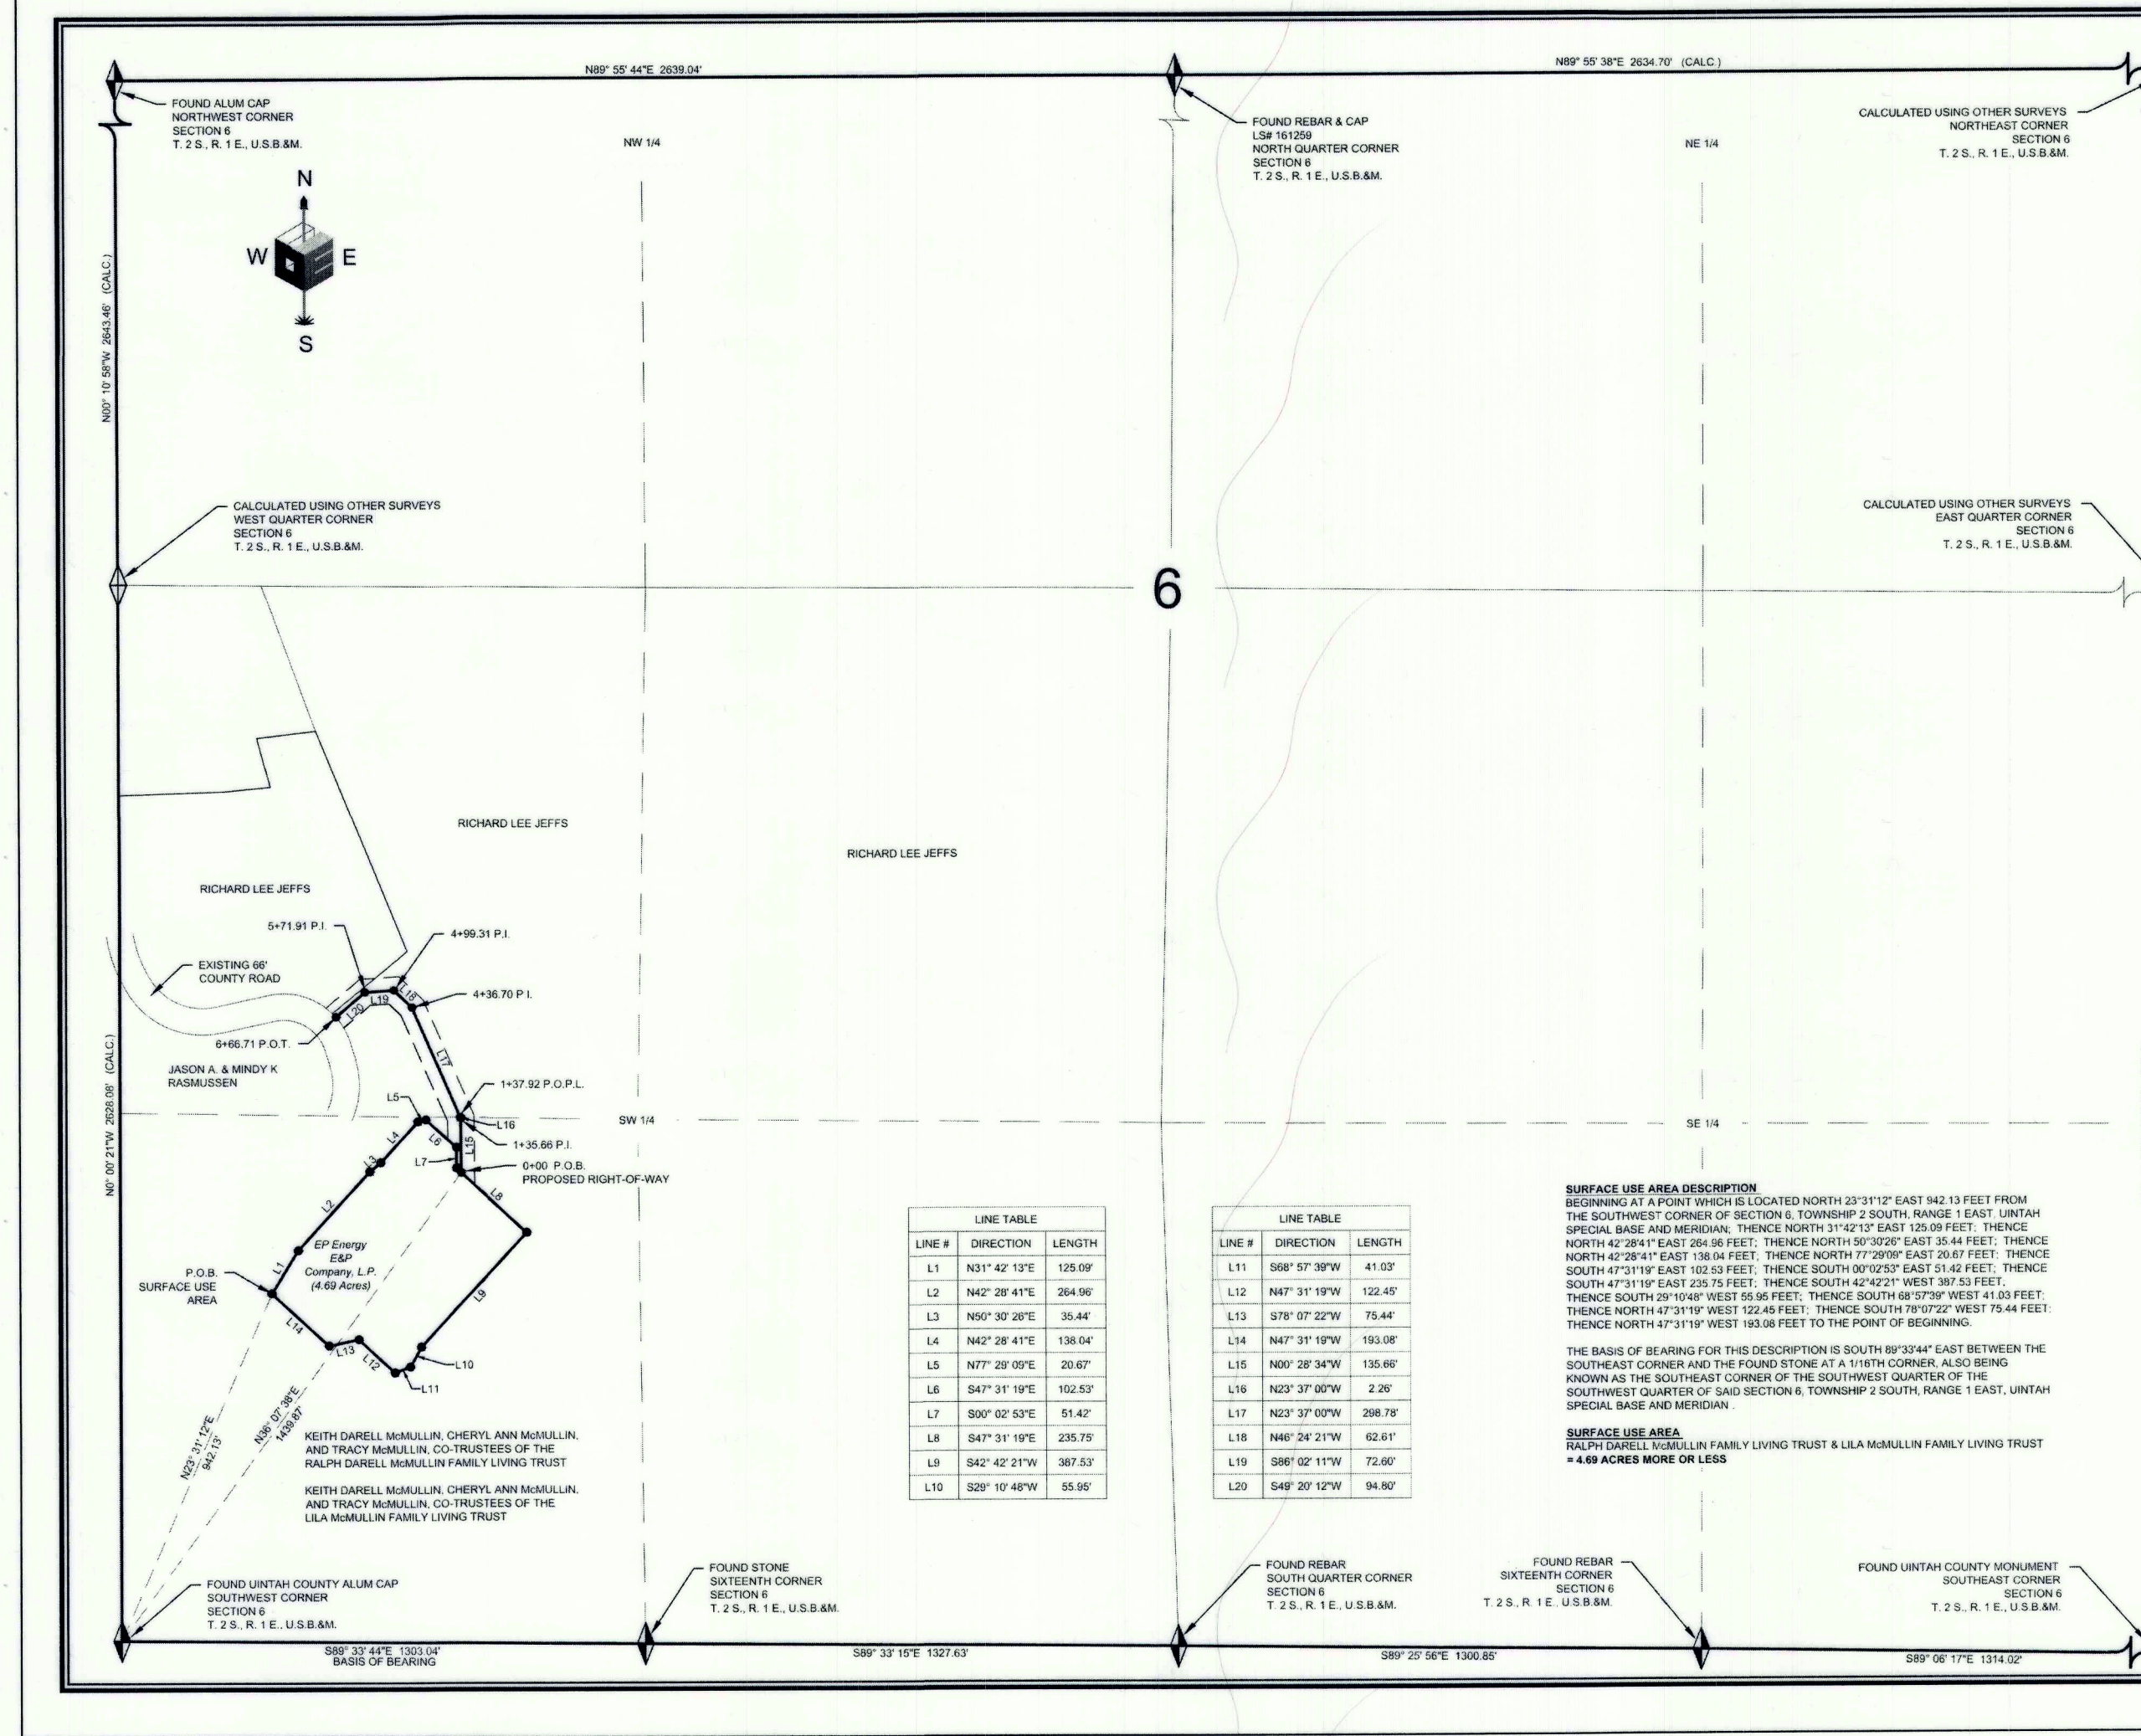 N89° 55' 44"E 2639.04'
N89° 55' 38"E 2634.70' (CALC.)
FOUND ALUM CAP
NORTHWEST CORNER
SECTION 6
T. 2 S., R. 1 E., U.S.B.&M.
NW 1/4
FOUND REBAR & CAP
LS# 161259
NORTH QUARTER CORNER
SECTION 6
T. 2 S., R. 1 E., U.S.B.&M.
NE 1/4
CALCULATED USING OTHER SURVEYS
NORTHEAST CORNER
SECTION 6
T. 2 S., R. 1 E., U.S.B.&M.
N
W E
S
N00° 10' 58"W 2643.46' (CALC.)
CALCULATED USING OTHER SURVEYS
WEST QUARTER CORNER
SECTION 6
T. 2 S., R. 1 E., U.S.B.&M.
CALCULATED USING OTHER SURVEYS
EAST QUARTER CORNER
SECTION 6
T. 2 S., R. 1 E., U.S.B.&M.
6
RICHARD LEE JEFFS
RICHARD LEE JEFFS
RICHARD LEE JEFFS
5+71.91 P.I.
4+99.31 P.I.
EXISTING 66'
COUNTY ROAD
4+36.70 P.I.
L18
L19
L20
6+66.71 P.O.T.
L17
JASON A. & MINDY K
RASMUSSEN
N0° 00' 21"W 2628.08' (CALC.)
1+37.92 P.O.P.L.
L5
L16
SW 1/4
SE 1/4
L4
L6
L15
1+35.66 P.I.
L3
L7
0+00 P.O.B.
PROPOSED RIGHT-OF-WAY
L8
L2
EP Energy
E&P
Company, L.P.
(4.69 Acres)
L1
P.O.B.
SURFACE USE
AREA
L9
L14
L13
L12
L10
L11
N23° 31' 12"E
942.13'
N36° 07' 38"E
1439.87'
KEITH DARELL McMULLIN, CHERYL ANN McMULLIN,
AND TRACY McMULLIN, CO-TRUSTEES OF THE
RALPH DARELL McMULLIN FAMILY LIVING TRUST
KEITH DARELL McMULLIN, CHERYL ANN McMULLIN,
AND TRACY McMULLIN, CO-TRUSTEES OF THE
LILA McMULLIN FAMILY LIVING TRUST
LINE TABLE
LINE # DIRECTION LENGTH
L1 N31° 42' 13"E 125.09'
L2 N42° 28' 41"E 264.96'
L3 N50° 30' 26"E 35.44'
L4 N42° 28' 41"E 138.04'
L5 N77° 29' 09"E 20.67'
L6 S47° 31' 19"E 102.53'
L7 S00° 02' 53"E 51.42'
L8 S47° 31' 19"E 235.75'
L9 S42° 42' 21"W 387.53'
L10 S29° 10' 48"W 55.95'
LINE TABLE
LINE # DIRECTION LENGTH
L11 S68° 57' 39"W 41.03'
L12 N47° 31' 19"W 122.45'
L13 S78° 07' 22"W 75.44'
L14 N47° 31' 19"W 193.08'
L15 N00° 28' 34"W 135.66'
L16 N23° 37' 00"W 2.26'
L17 N23° 37' 00"W 298.78'
L18 N46° 24' 21"W 62.61'
L19 S86° 02' 11"W 72.60'
L20 S49° 20' 12"W 94.80'
SURFACE USE AREA DESCRIPTION
BEGINNING AT A POINT WHICH IS LOCATED NORTH 23°31'12" EAST 942.13 FEET FROM
THE SOUTHWEST CORNER OF SECTION 6, TOWNSHIP 2 SOUTH, RANGE 1 EAST, UINTAH
SPECIAL BASE AND MERIDIAN; THENCE NORTH 31°42'13" EAST 125.09 FEET; THENCE
NORTH 42°28'41" EAST 264.96 FEET; THENCE NORTH 50°30'26" EAST 35.44 FEET; THENCE
NORTH 42°28'41" EAST 138.04 FEET; THENCE NORTH 77°29'09" EAST 20.67 FEET; THENCE
SOUTH 47°31'19" EAST 102.53 FEET; THENCE SOUTH 00°02'53" EAST 51.42 FEET; THENCE
SOUTH 47°31'19" EAST 235.75 FEET; THENCE SOUTH 42°42'21" WEST 387.53 FEET,
THENCE SOUTH 29°10'48" WEST 55.95 FEET; THENCE SOUTH 68°57'39" WEST 41.03 FEET;
THENCE NORTH 47°31'19" WEST 122.45 FEET; THENCE SOUTH 78°07'22" WEST 75.44 FEET:
THENCE NORTH 47°31'19" WEST 193.08 FEET TO THE POINT OF BEGINNING.
THE BASIS OF BEARING FOR THIS DESCRIPTION IS SOUTH 89°33'44" EAST BETWEEN THE
SOUTHEAST CORNER AND THE FOUND STONE AT A 1/16TH CORNER, ALSO BEING
KNOWN AS THE SOUTHEAST CORNER OF THE SOUTHWEST QUARTER OF THE
SOUTHWEST QUARTER OF SAID SECTION 6, TOWNSHIP 2 SOUTH, RANGE 1 EAST, UINTAH
SPECIAL BASE AND MERIDIAN .
SURFACE USE AREA
RALPH DARELL McMULLIN FAMILY LIVING TRUST & LILA McMULLIN FAMILY LIVING TRUST
= 4.69 ACRES MORE OR LESS
FOUND UINTAH COUNTY ALUM CAP
SOUTHWEST CORNER
SECTION 6
T. 2 S., R. 1 E., U.S.B.&M.
FOUND STONE
SIXTEENTH CORNER
SECTION 6
T. 2 S., R. 1 E., U.S.B.&M.
FOUND REBAR
SOUTH QUARTER CORNER
SECTION 6
T. 2 S., R. 1 E., U.S.B.&M.
FOUND REBAR
SIXTEENTH CORNER
SECTION 6
T. 2 S., R. 1 E., U.S.B.&M.
FOUND UINTAH COUNTY MONUMENT
SOUTHEAST CORNER
SECTION 6
T. 2 S., R. 1 E., U.S.B.&M.
S89° 33' 44"E 1303.04'
BASIS OF BEARING
S89° 33' 15"E 1327.63'
S89° 25' 56"E 1300.85'
S89° 06' 17"E 1314.02'